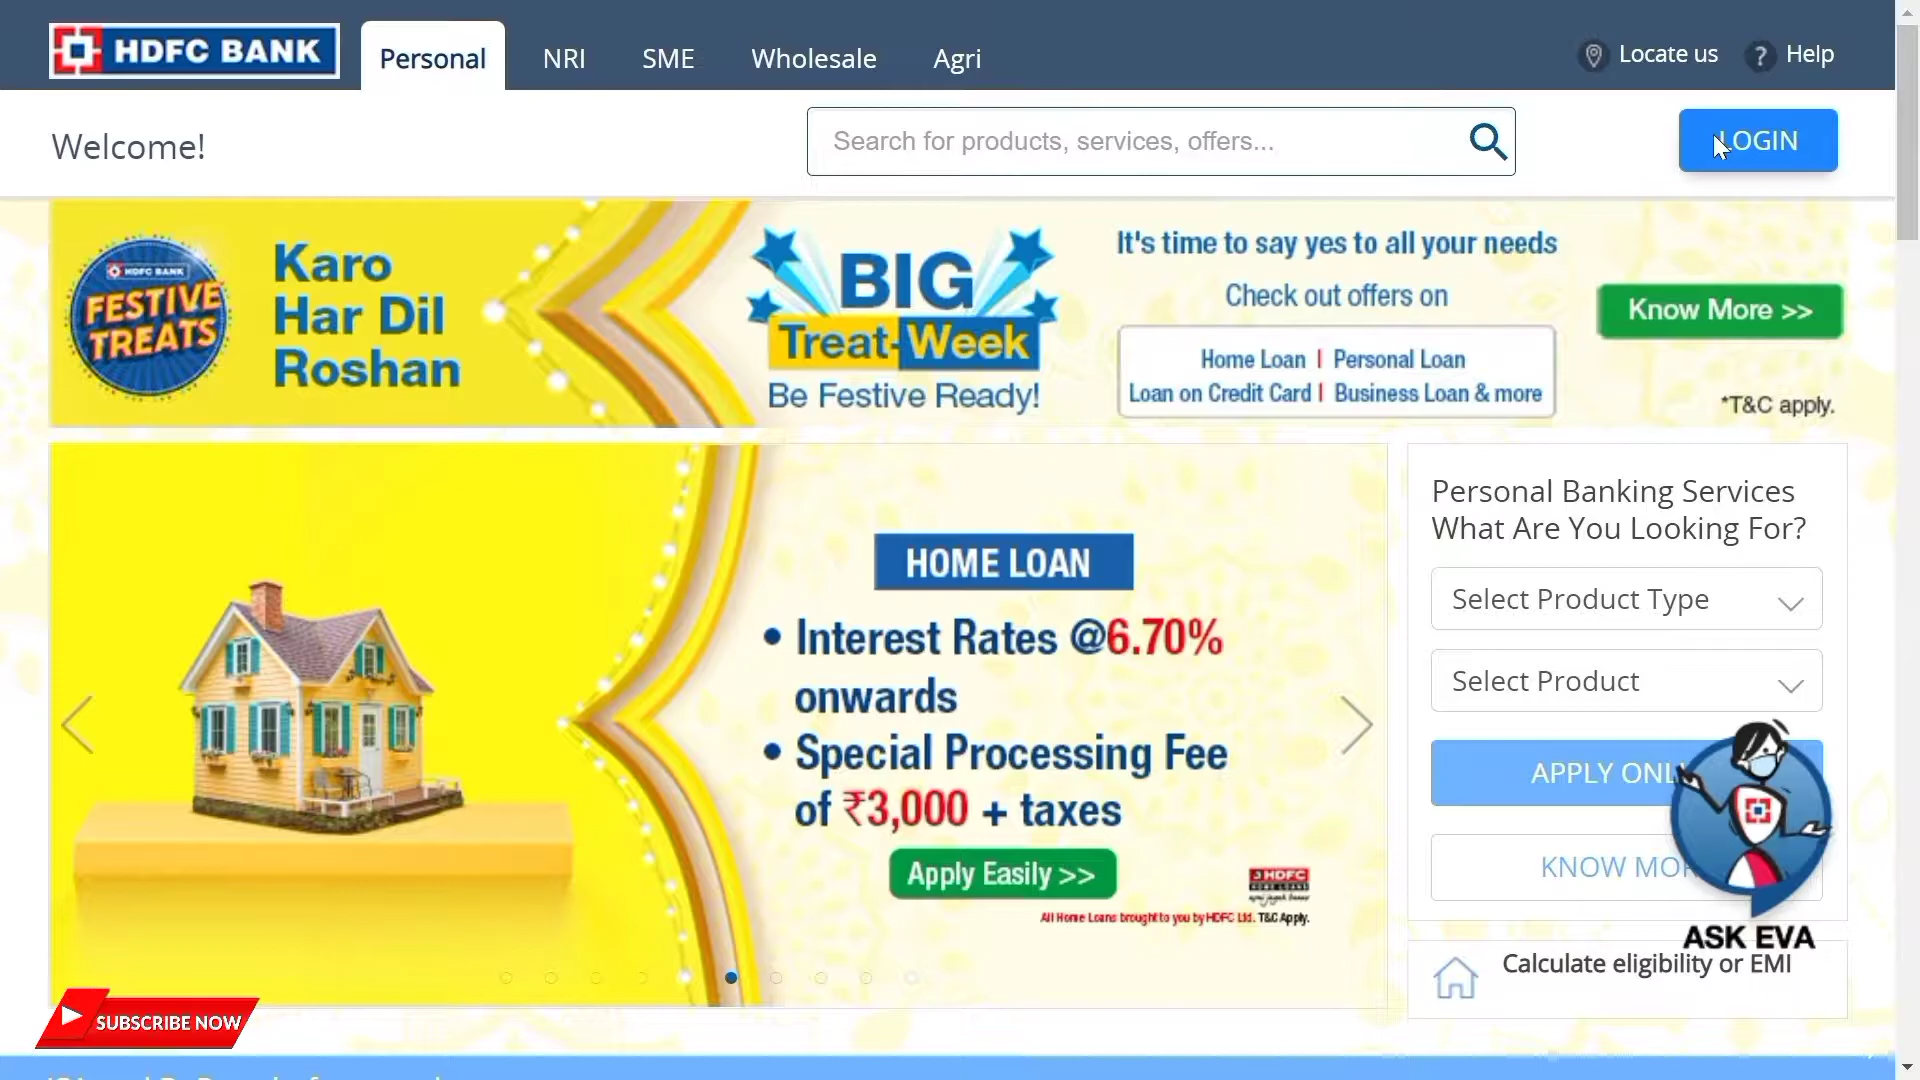 HDFC BANK
Personal
NRI
SME
Wholesale
Agri
Locate us
? Help
Welcome!
Search for products, services, offers...
LOGIN
HDFC BANK
FESTIVE
TREATS
Karo
Har Dil
Roshan
BIG
Treat-Week
Be Festive Ready!
It's time to say yes to all your needs
Check out offers on
Home Loan | Personal Loan
Loan on Credit Card | Business Loan & more
Know More >>
*T&C apply.
HOME LOAN
• Interest Rates @6.70%
onwards
• Special Processing Fee
of ₹3,000 + taxes
Apply Easily >>
HDFC
HOME LOANS
All Home Loans brought to you by HDFC Ltd. T&C Apply.
Personal Banking Services
What Are You Looking For?
Select Product Type
Select Product
APPLY ONL
KNOW MOR
ASK EVA
Calculate eligibility or EMI
SUBSCRIBE NOW